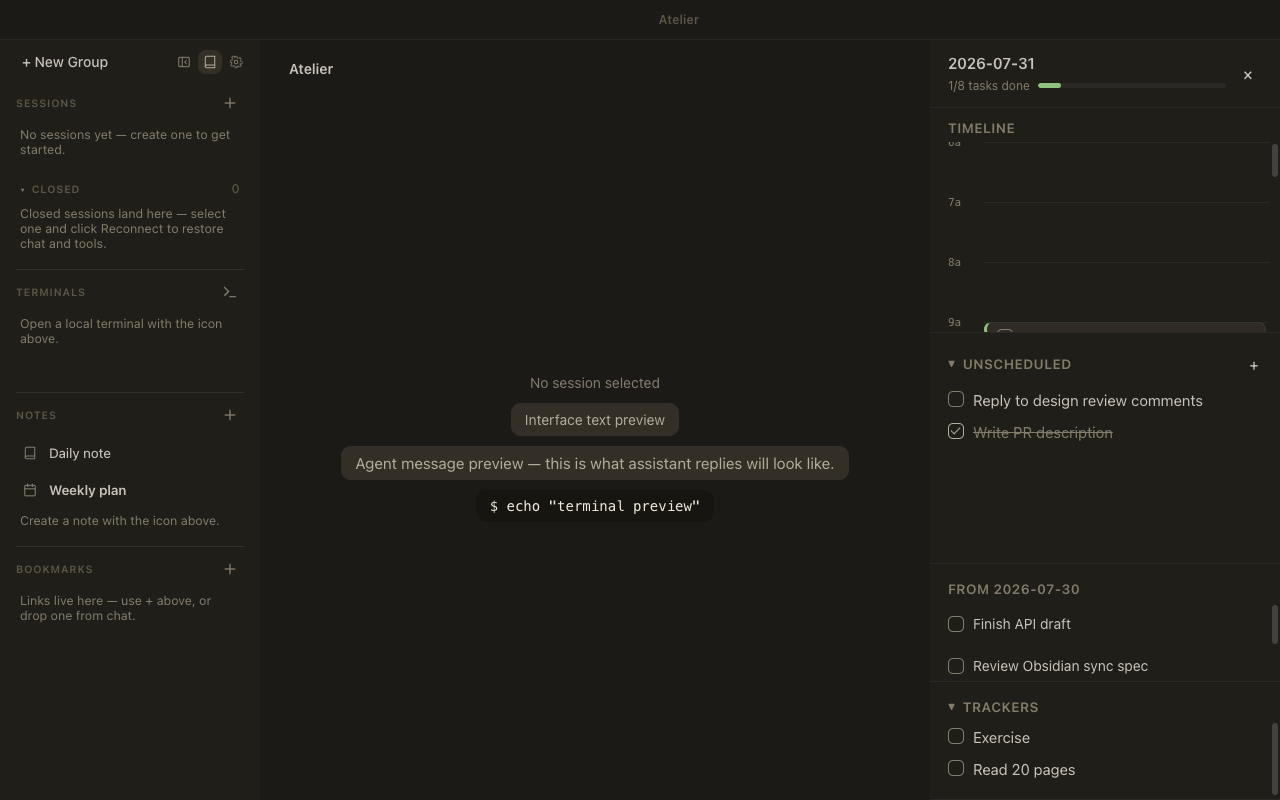 Atelier
+ New Group
SESSIONS
No sessions yet — create one to get
started.
CLOSED 0
Closed sessions land here — select
one and click Reconnect to restore
chat and tools.
TERMINALS
Open a local terminal with the icon
above.
NOTES
Daily note
Weekly plan
Create a note with the icon above.
BOOKMARKS
Links live here — use + above, or
drop one from chat.
Atelier
No session selected
Interface text preview
Agent message preview — this is what assistant replies will look like.
$ echo "terminal preview"
2026-07-31
1/8 tasks done
TIMELINE
6a
7a
8a
9a
UNSCHEDULED
Reply to design review comments
Write PR description
FROM 2026-07-30
Finish API draft
Review Obsidian sync spec
TRACKERS
Exercise
Read 20 pages